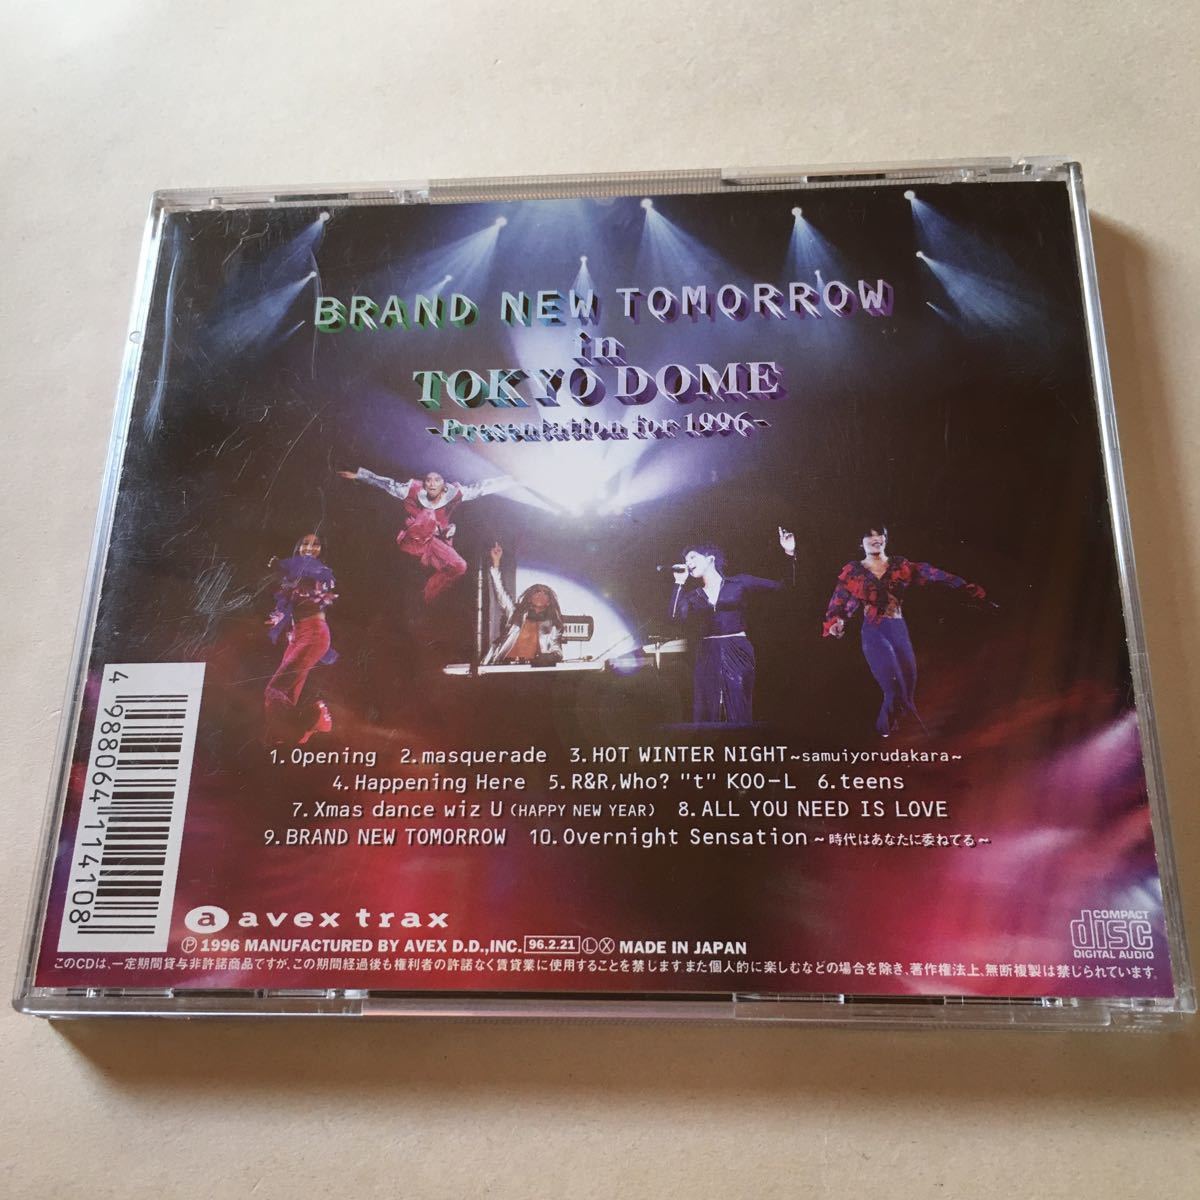 BRAND NEW TOMORROW
in
TOKYO DOME
-Presentation for 1996-
1.Opening 2.masquerade 3.HOT WINTER NIGHT~samuiyorudakara~
4.Happening Here 5.R&R,Who? "t" KOO-L 6.teens
7.Xmas dance wiz U (HAPPY NEW YEAR) 8.ALL YOU NEED IS LOVE
9.BRAND NEW TOMORROW 10.Overnight Sensation ~時代はあなたに委ねてる~
4 988064 114108
a avex trax
Ⓟ 1996 MANUFACTURED BY AVEX D.D.,INC. 96.2.21 Ⓛ Ⓧ MADE IN JAPAN
COMPACT
disc
DIGITAL AUDIO
このCDは、一定期間貸与非許諾商品ですが、この期間経過後も権利者の許諾なく賃貸業に使用することを禁じます.また個人的に楽しむなどの場合を除き、著作権法上、無断複製は禁じられています.